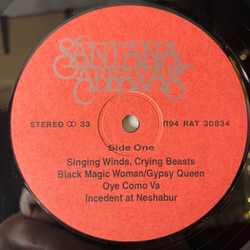 SANTANA
ABRAXAS
STEREO 33
П94 RAT 30834
Side One
Singing Winds, Crying Beasts
Black Magic Woman/Gypsy Queen
Oye Como Va
Incedent at Neshabur